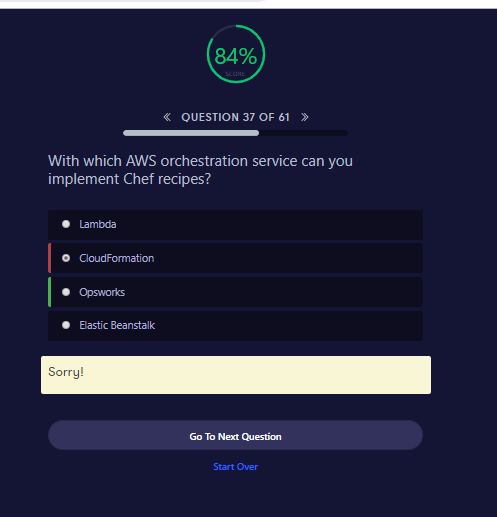 84%
SCORE
« QUESTION 37 OF 61 »
With which AWS orchestration service can you
implement Chef recipes?
Lambda
CloudFormation
Opsworks
Elastic Beanstalk
Sorry!
Go To Next Question
Start Over